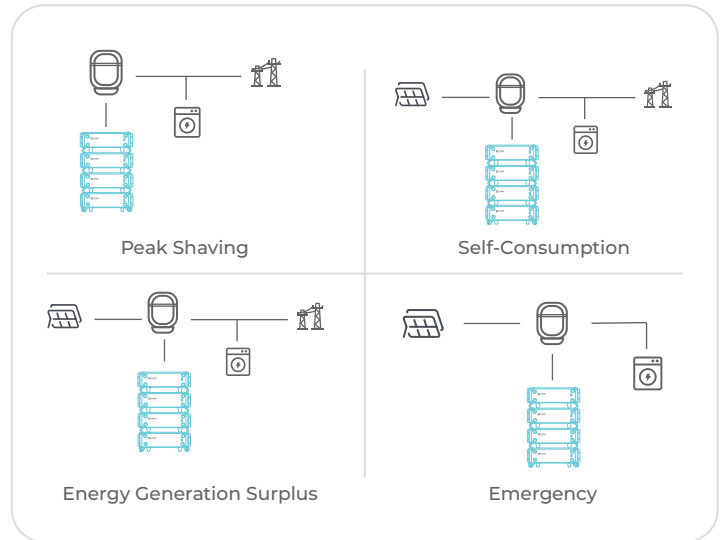 Peak Shaving
Self-Consumption
Energy Generation Surplus
Emergency